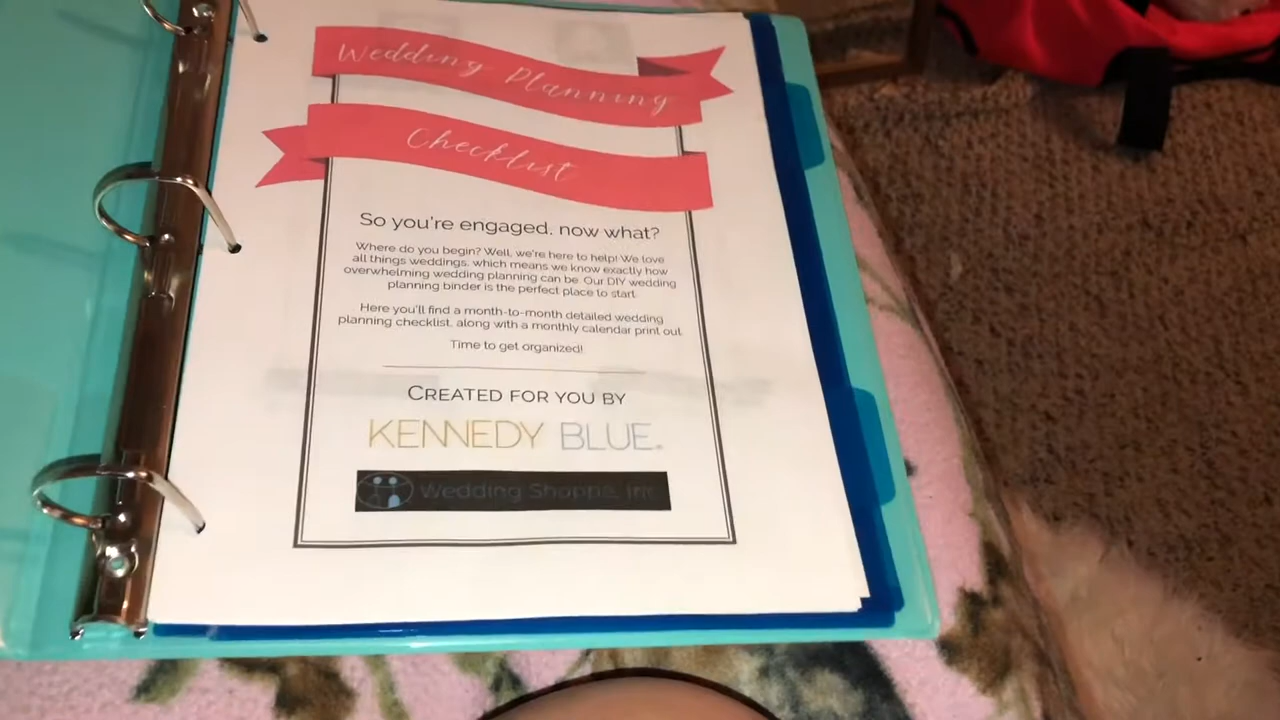 Wedding Planning
Checklist
So you're engaged, now what?
Where do you begin? Well, we're here to help! We love
all things weddings, which means we know exactly how
overwhelming wedding planning can be. Our DIY wedding
planning binder is the perfect place to start.
Here you'll find a month-to-month detailed wedding
planning checklist, along with a monthly calendar print out.
Time to get organized!
CREATED FOR YOU BY
KENNEDY BLUE®
Wedding Shoppe, Inc